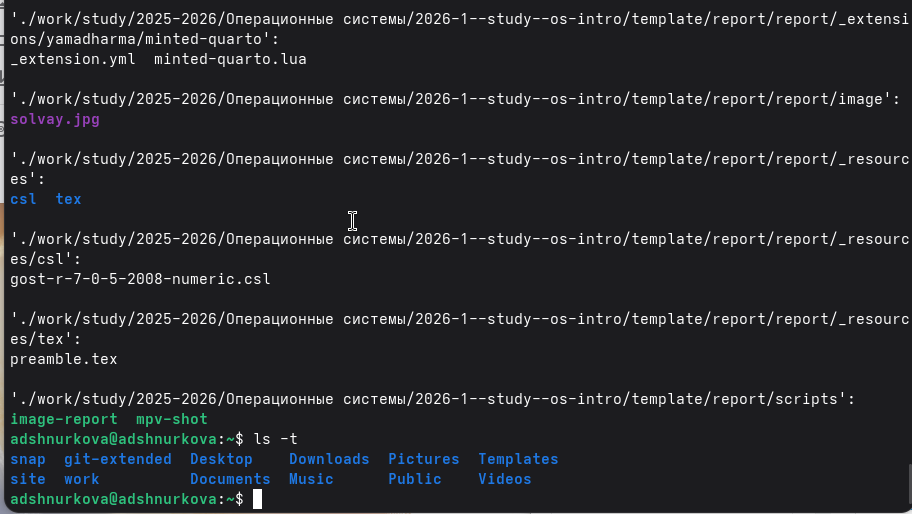 './work/study/2025-2026/Операционные системы/2026-1--study--os-intro/template/report/report/_extensi
ons/yamadharma/minted-quarto':
_extension.yml  minted-quarto.lua
'./work/study/2025-2026/Операционные системы/2026-1--study--os-intro/template/report/report/image':
solvay.jpg
'./work/study/2025-2026/Операционные системы/2026-1--study--os-intro/template/report/report/_resourc
es':
csl  tex
'./work/study/2025-2026/Операционные системы/2026-1--study--os-intro/template/report/report/_resourc
es/csl':
gost-r-7-0-5-2008-numeric.csl
'./work/study/2025-2026/Операционные системы/2026-1--study--os-intro/template/report/report/_resourc
es/tex':
preamble.tex
'./work/study/2025-2026/Операционные системы/2026-1--study--os-intro/template/report/scripts':
image-report  mpv-shot
adshnurkova@adshnurkova:~$ ls -t
snap  git-extended  Desktop    Downloads  Pictures  Templates
site  work          Documents  Music      Public    Videos
adshnurkova@adshnurkova:~$